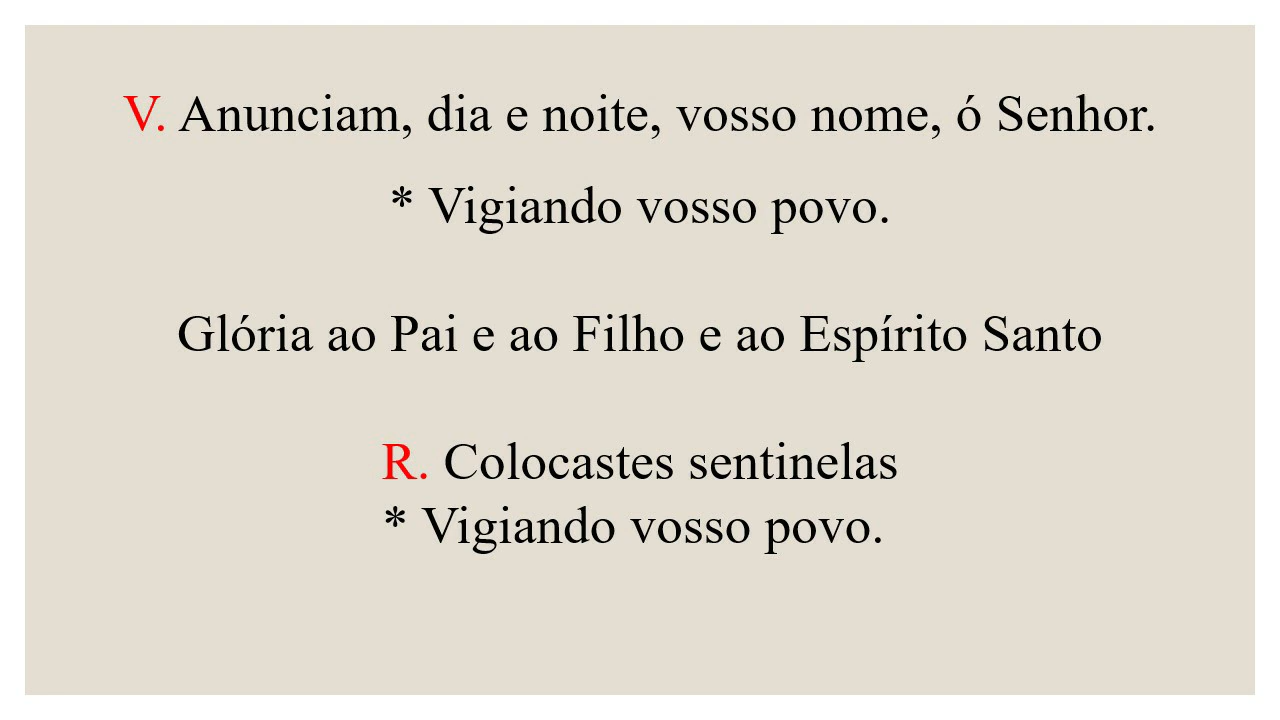 V. Anunciam, dia e noite, vosso nome, ó Senhor.
* Vigiando vosso povo.
Glória ao Pai e ao Filho e ao Espírito Santo
R. Colocastes sentinelas
* Vigiando vosso povo.